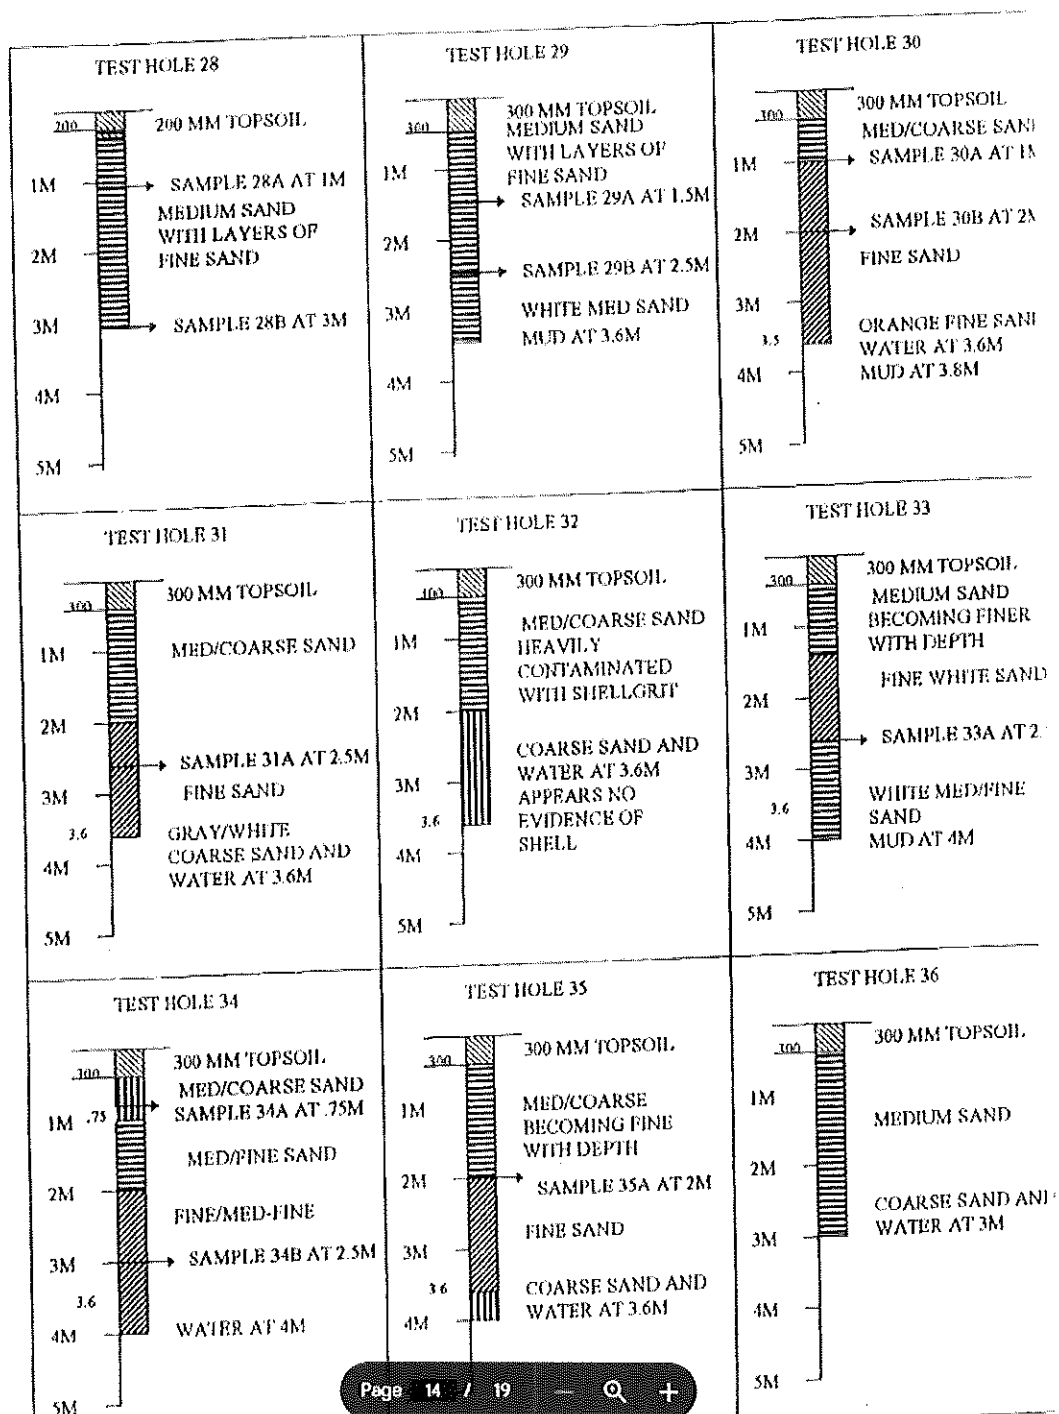 TEST HOLE 28
200
200 MM TOPSOIL
1M
SAMPLE 28A AT 1M
MEDIUM SAND
WITH LAYERS OF
FINE SAND
2M
3M
SAMPLE 28B AT 3M
4M
5M
TEST HOLE 29
300 MM TOPSOIL
300
MEDIUM SAND
WITH LAYERS OF
FINE SAND
1M
SAMPLE 29A AT 1.5M
2M
SAMPLE 29B AT 2.5M
3M
WHITE MED SAND
MUD AT 3.6M
4M
5M
TEST HOLE 30
300 MM TOPSOIL
300
MED/COARSE SAN
1M
SAMPLE 30A AT 1M
2M
SAMPLE 30B AT 2M
FINE SAND
3M
3.5
ORANGE FINE SAN
WATER AT 3.6M
MUD AT 3.8M
4M
5M
TEST HOLE 31
300 MM TOPSOIL
300
1M
MED/COARSE SAND
2M
SAMPLE 31A AT 2.5M
FINE SAND
3M
3.6
GRAY/WHITE
COARSE SAND AND
WATER AT 3.6M
4M
5M
TEST HOLE 32
300 MM TOPSOIL
MED/COARSE SAND
HEAVILY
CONTAMINATED
WITH SHELLGRIT
1M
2M
COARSE SAND AND
WATER AT 3.6M
APPEARS NO
EVIDENCE OF
SHELL
3M
3.6
4M
5M
TEST HOLE 33
300 MM TOPSOIL
300
MEDIUM SAND
BECOMING FINER
WITH DEPTH
1M
FINE WHITE SAND
2M
SAMPLE 33A AT 2.
3M
3.6
WHITE MED/FINE
SAND
MUD AT 4M
4M
5M
TEST HOLE 34
300 MM TOPSOIL
300
MED/COARSE SAND
SAMPLE 34A AT .75M
.75
1M
MED/FINE SAND
2M
FINE/MED-FINE
3M
SAMPLE 34B AT 2.5M
3.6
4M
WATER AT 4M
5M
TEST HOLE 35
300 MM TOPSOIL
300
1M
MED/COARSE
BECOMING FINE
WITH DEPTH
2M
SAMPLE 35A AT 2M
FINE SAND
3M
3.6
COARSE SAND AND
WATER AT 3.6M
4M
TEST HOLE 36
300 MM TOPSOIL
300
1M
MEDIUM SAND
2M
COARSE SAND AN
WATER AT 3M
3M
4M
5M
Page 14 / 19 − +